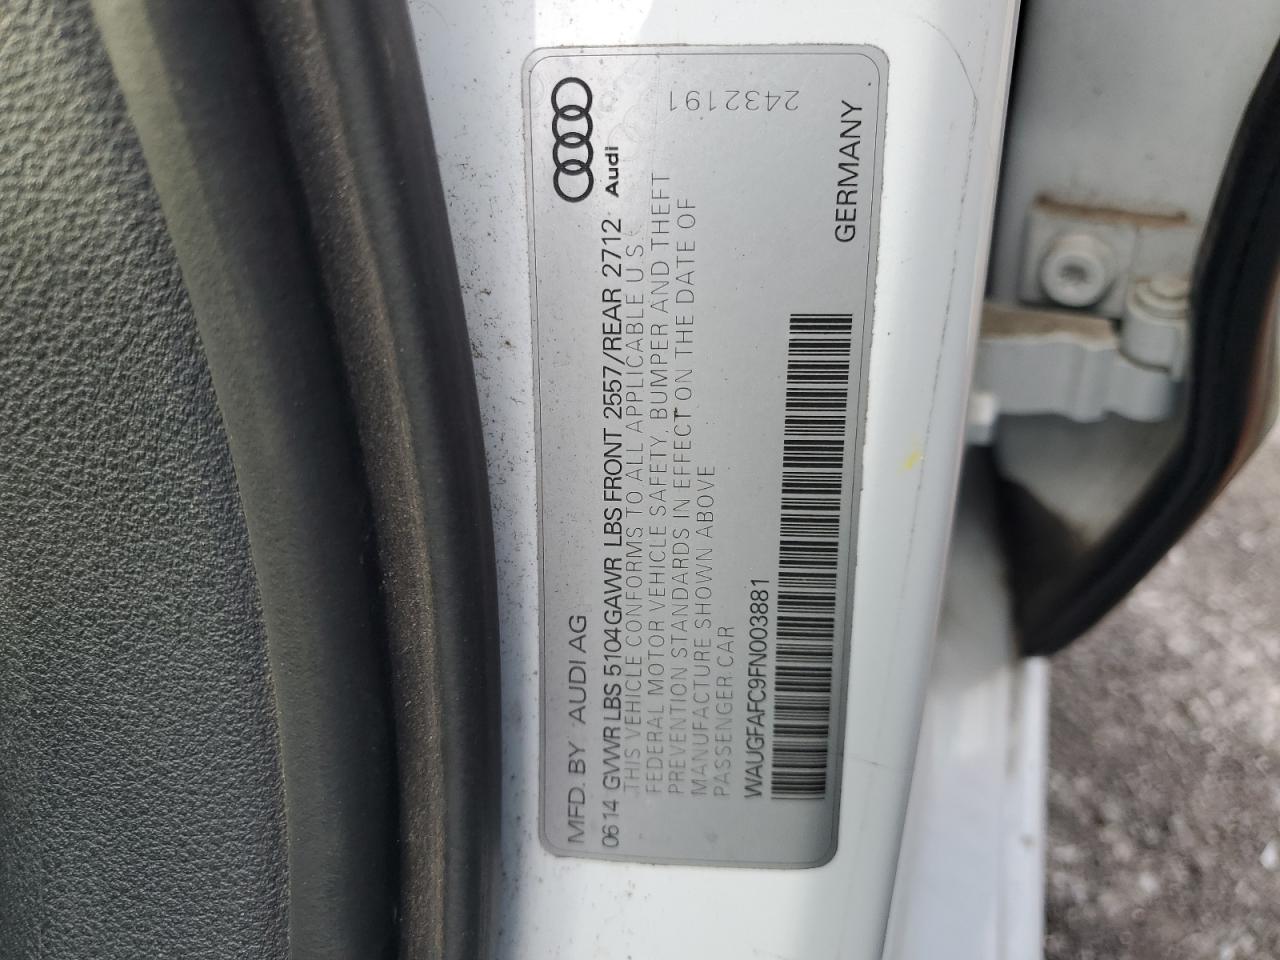 MFD. BY AUDI AG
0614 GVWR LBS 5104 GAWR LBS FRONT 2557/REAR 2712
Audi
THIS VEHICLE CONFORMS TO ALL APPLICABLE U.S.
FEDERAL MOTOR VEHICLE SAFETY, BUMPER AND THEFT
PREVENTION STANDARDS IN EFFECT ON THE DATE OF
MANUFACTURE SHOWN ABOVE
PASSENGER CAR
2432191
WAUGFAFC9FN003881
GERMANY